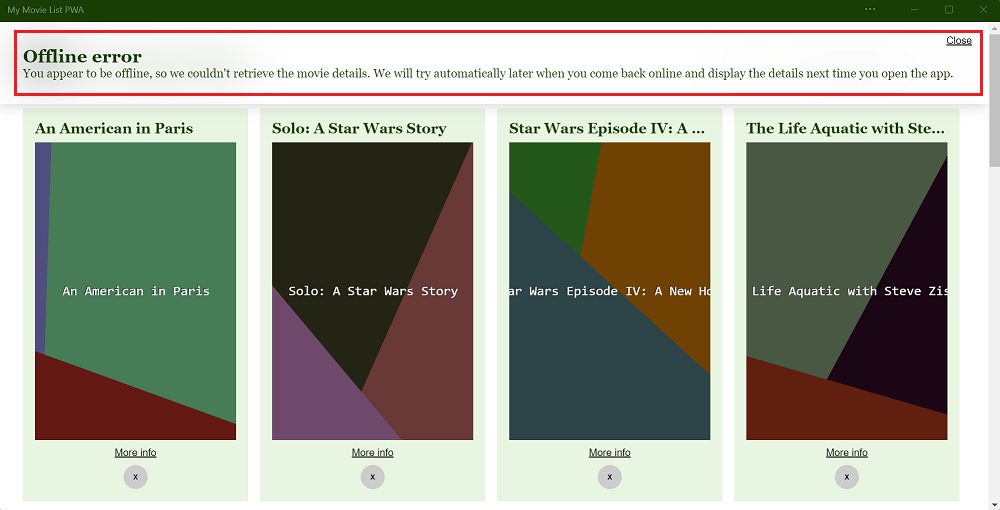 My Movie List PWA
Close
Offline error
You appear to be offline, so we couldn't retrieve the movie details. We will try automatically later when you come back online and display the details next time you open the app.
An American in Paris
Solo: A Star Wars Story
Star Wars Episode IV: A ...
The Life Aquatic with Ste...
An American in Paris
Solo: A Star Wars Story
ar Wars Episode IV: A New Ho
Life Aquatic with Steve Zis
More info
More info
More info
More info
x
x
x
x